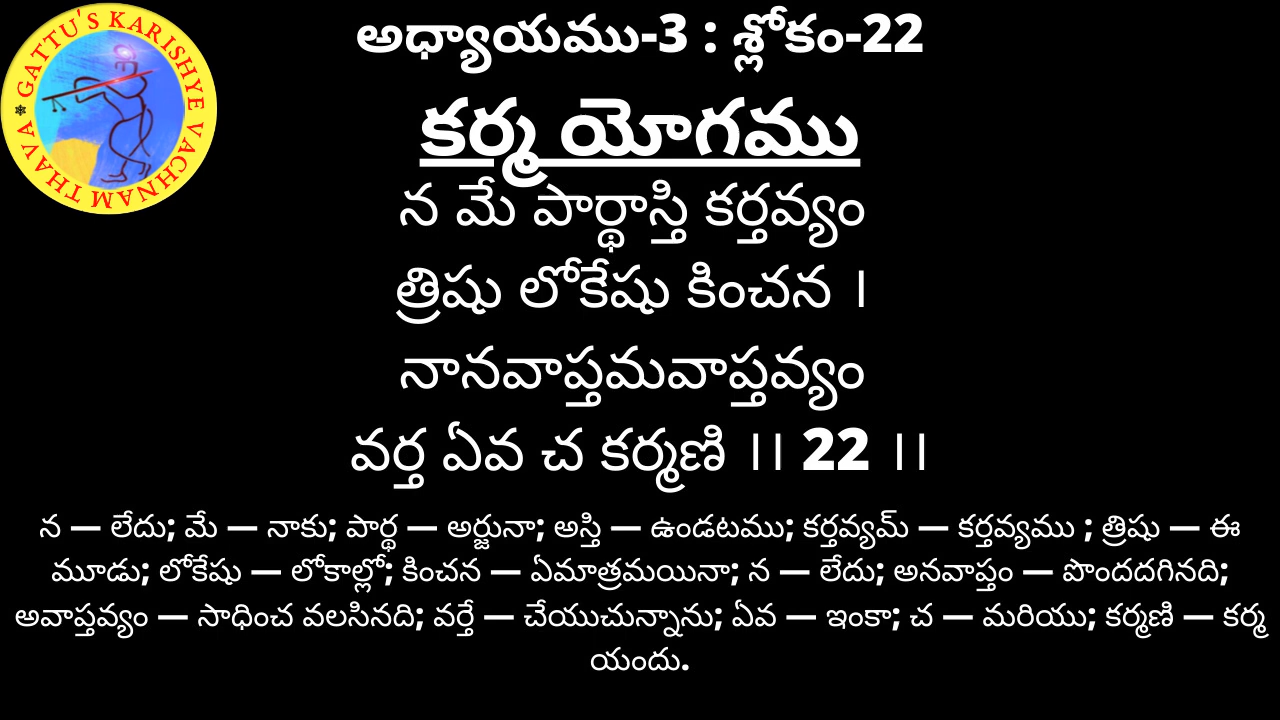 GATTU'S KARISHYE VACHNAM THAVA
అధ్యాయము-3 : శ్లోకం-22
కర్మ యోగము
న మే పార్థాస్తి కర్తవ్యం
త్రిషు లోకేషు కించన ।
నానవాప్తమవాప్తవ్యం
వర్త ఏవ చ కర్మణి ।। 22 ।।
న — లేదు; మే — నాకు; పార్థ — అర్జునా; అస్తి — ఉండటము; కర్తవ్యమ్ — కర్తవ్యము ; త్రిషు — ఈ
మూడు; లోకేషు — లోకాల్లో; కించన — ఏమాత్రమయినా; న — లేదు; అనవాప్తం — పొందదగినది;
అవాప్తవ్యం — సాధించ వలసినది; వర్తే — చేయుచున్నాను; ఏవ — ఇంకా; చ — మరియు; కర్మణి — కర్మ
యందు.